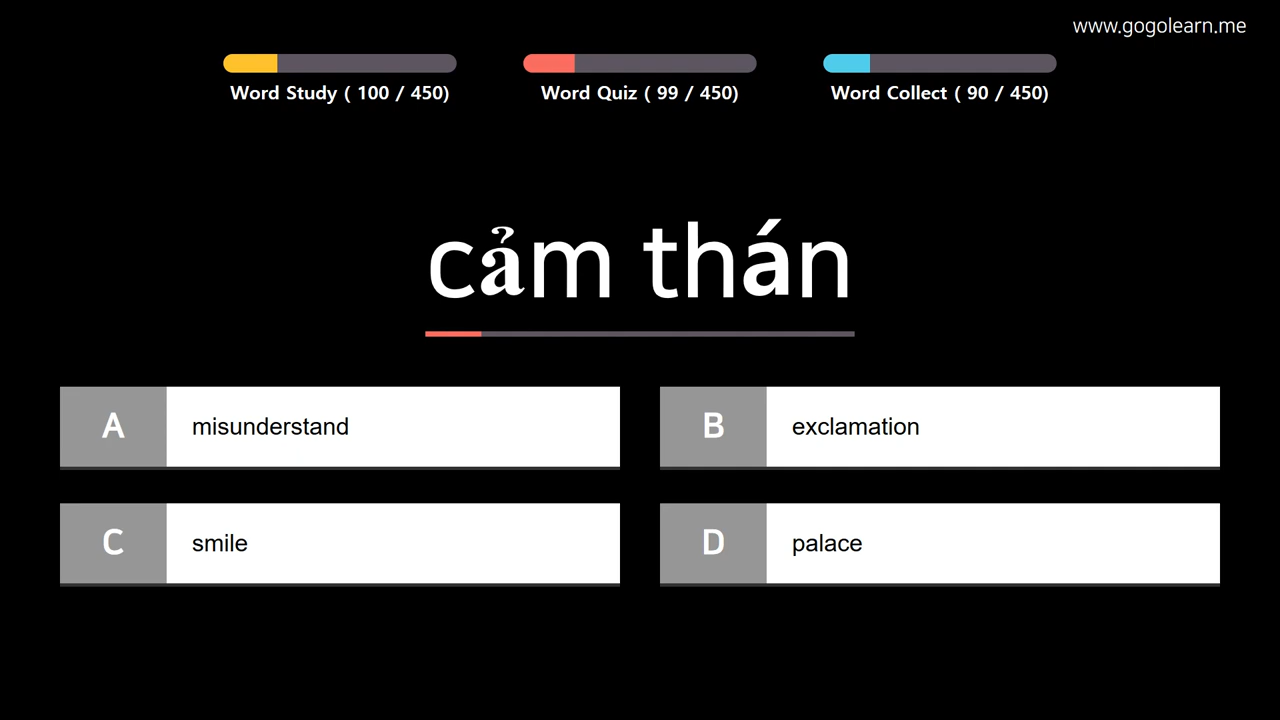 www.gogolearn.me
Word Study ( 100 / 450)
Word Quiz ( 99 / 450)
Word Collect ( 90 / 450)
cảm thán
A misunderstand
B exclamation
C smile
D palace